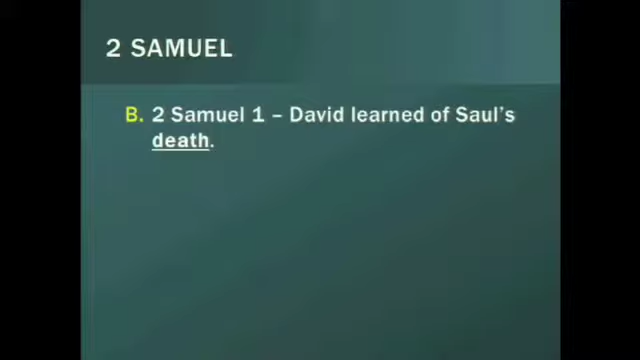 2 SAMUEL
B. 2 Samuel 1 – David learned of Saul's
death.